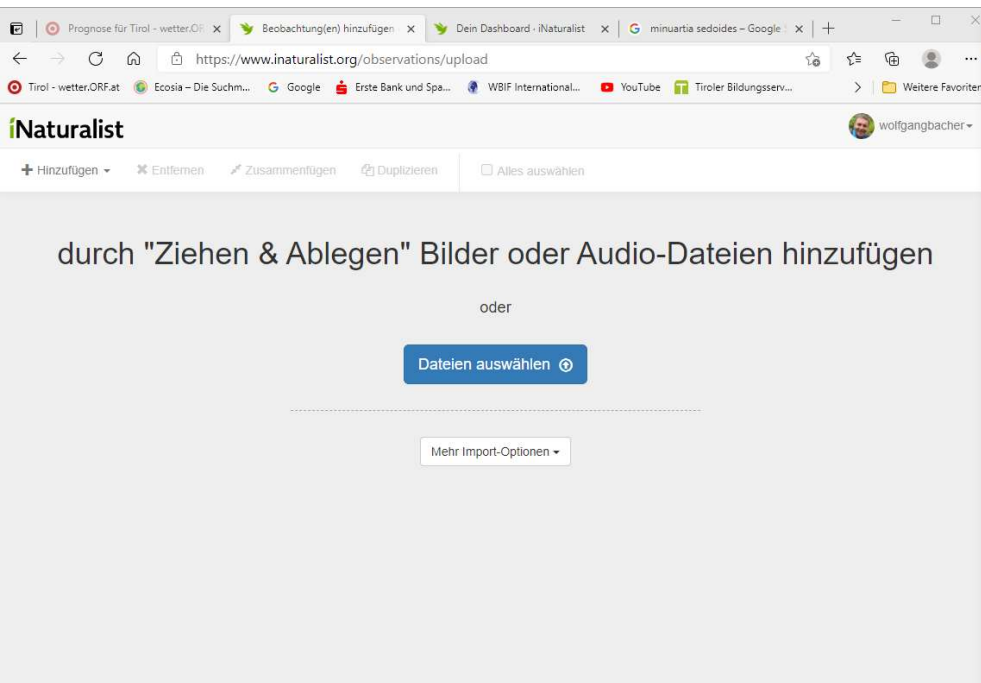 Prognose für Tirol - wetter.OR
Beobachtung(en) hinzufügen
Dein Dashboard · iNaturalist
minuartia sedoides – Google
https://www.inaturalist.org/observations/upload
Tirol - wetter.ORF.at Ecosia – Die Suchm... Google Erste Bank und Spa... WBIF International... YouTube Tiroler Bildungsserv... Weitere Favoriten
iNaturalist
wolfgangbacher
Hinzufügen Entfernen Zusammenfügen Duplizieren Alles auswählen
durch "Ziehen & Ablegen" Bilder oder Audio-Dateien hinzufügen
oder
Dateien auswählen
Mehr Import-Optionen